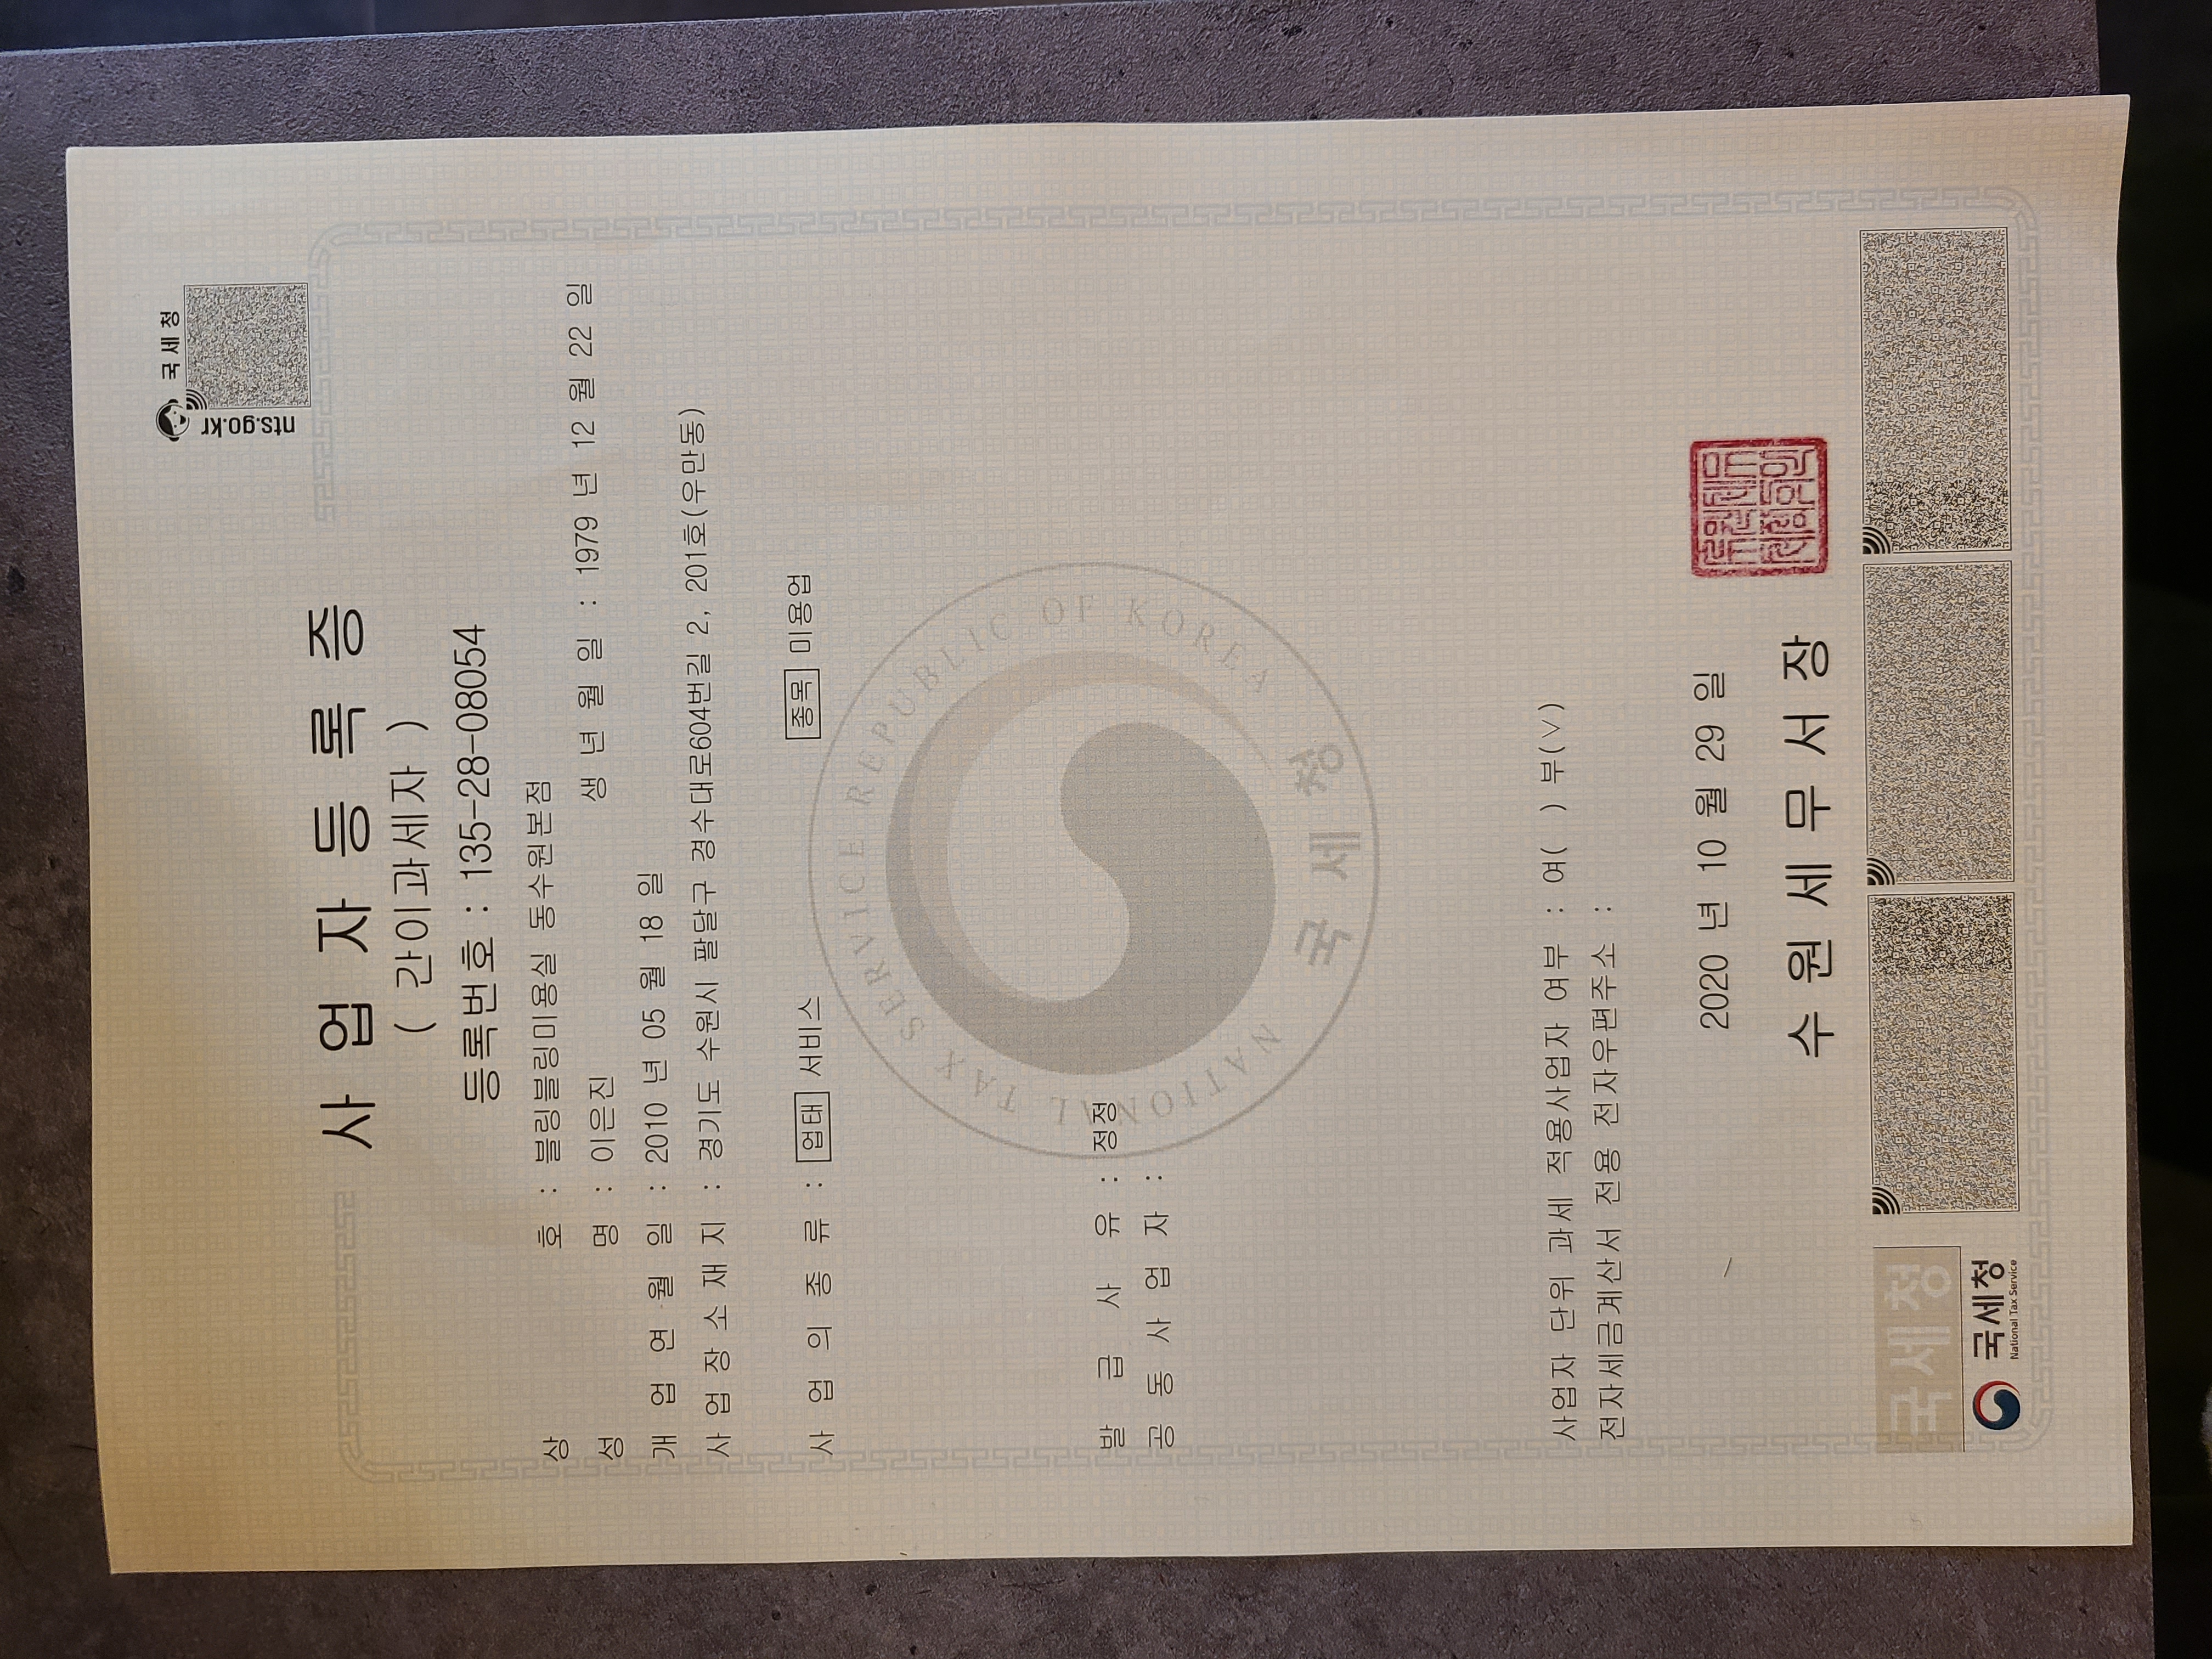 국세청
nts.go.kr
사업자등록증
( 간이과세자 )
등록번호 : 135-28-08054
상 호 : 블링블링미용실 동수원본점
성 명 : 이은진 생 년 월 일 : 1979 년 12 월 22 일
개 업 연 월 일 : 2010 년 05 월 18 일
사 업 장 소 재 지 : 경기도 수원시 팔달구 경수대로604번길 2, 201호(우만동)
사 업 의 종 류 : 업태 서비스 종목 미용업
NATIONAL TAX SERVICE REPUBLIC OF KOREA
국세청
발 급 사 유 : 정정
공 동 사 업 자 :
사업자 단위 과세 적용사업자 여부 : 여( ) 부(∨)
전자세금계산서 전용 전자우편주소 :
2020 년 10 월 29 일
수 원 세 무 서 장
국세청
국세청
National Tax Service